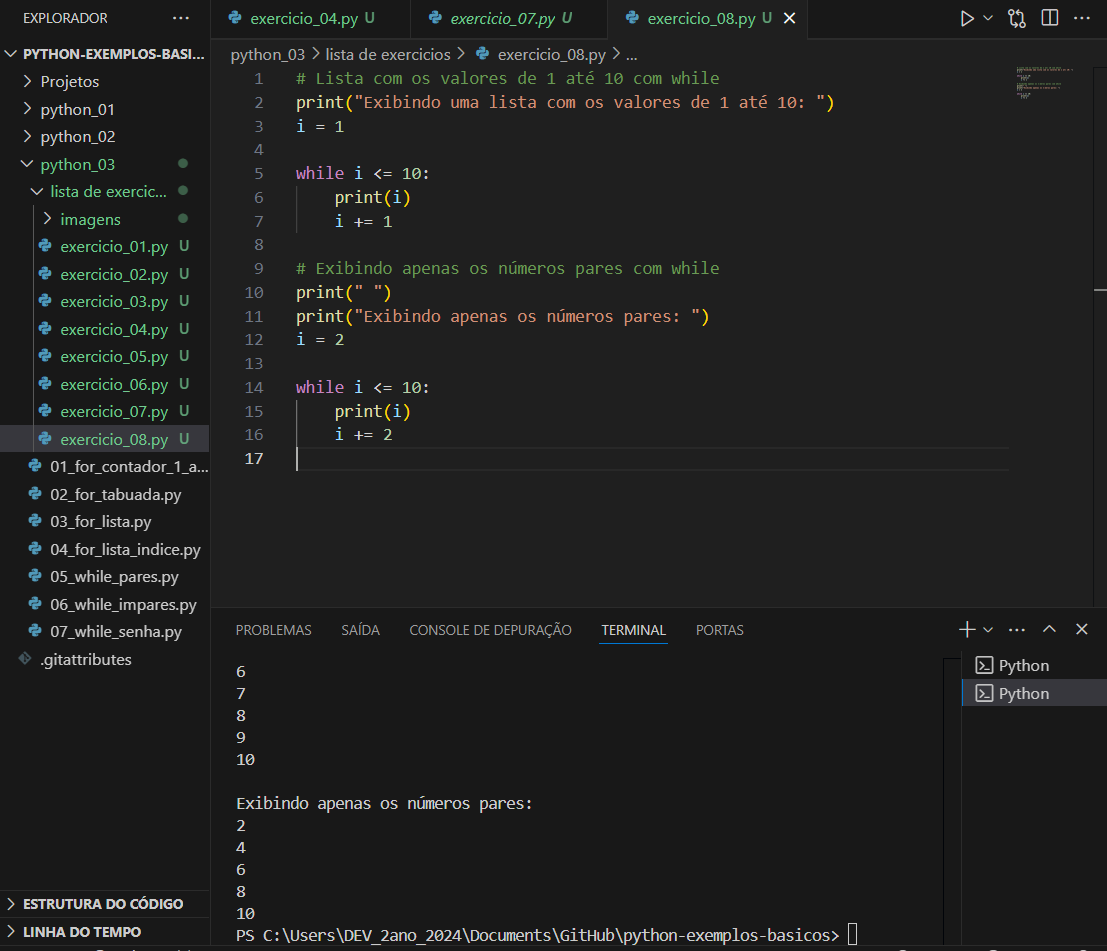 EXPLORADOR ···
PYTHON-EXEMPLOS-BASI...
Projetos
python_01
python_02
python_03
lista de exercic...
imagens
exercicio_01.py U
exercicio_02.py U
exercicio_03.py U
exercicio_04.py U
exercicio_05.py U
exercicio_06.py U
exercicio_07.py U
exercicio_08.py U
01_for_contador_1_a...
02_for_tabuada.py
03_for_lista.py
04_for_lista_indice.py
05_while_pares.py
06_while_impares.py
07_while_senha.py
.gitattributes
ESTRUTURA DO CÓDIGO
LINHA DO TEMPO
exercicio_04.py U exercicio_07.py U exercicio_08.py U
python_03 > lista de exercicios > exercicio_08.py > ...
1 # Lista com os valores de 1 até 10 com while
2 print("Exibindo uma lista com os valores de 1 até 10: ")
3 i = 1
4
5 while i <= 10:
6     print(i)
7     i += 1
8
9 # Exibindo apenas os números pares com while
10 print(" ")
11 print("Exibindo apenas os números pares: ")
12 i = 2
13
14 while i <= 10:
15     print(i)
16     i += 2
17
PROBLEMAS SAÍDA CONSOLE DE DEPURAÇÃO TERMINAL PORTAS
6
7
8
9
10
Exibindo apenas os números pares:
2
4
6
8
10
PS C:\Users\DEV_2ano_2024\Documents\GitHub\python-exemplos-basicos>
Python
Python